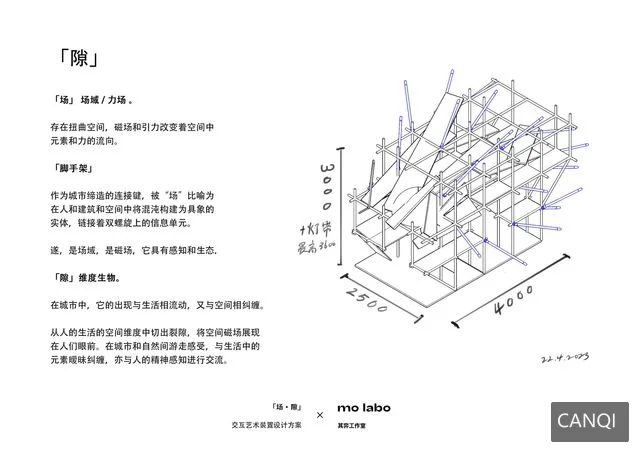 「隙」
「场」 场域 / 力场 。
存在扭曲空间，磁场和引力改变着空间中
元素和力的流向。
「脚手架」
作为城市缔造的连接键，被“场”比喻为
在人和建筑和空间中将混沌构建为具象的
实体，链接着双螺旋上的信息单元。
遂，是场域，是磁场，它具有感知和生态.
「隙」维度生物。
在城市中，它的出现与生活相流动，又与空间相纠缠。
从人的生活的空间维度中切出裂隙，将空间磁场展现
在人们眼前。在城市和自然间游走感受，与生活中的
元素暧昧纠缠，亦与人的精神感知进行交流。
3000
+灯带
最高3600
2500
4000
22.4.2023
「场·隙」
交互艺术装置设计方案
×
mo labo
其弈工作室
CANQI